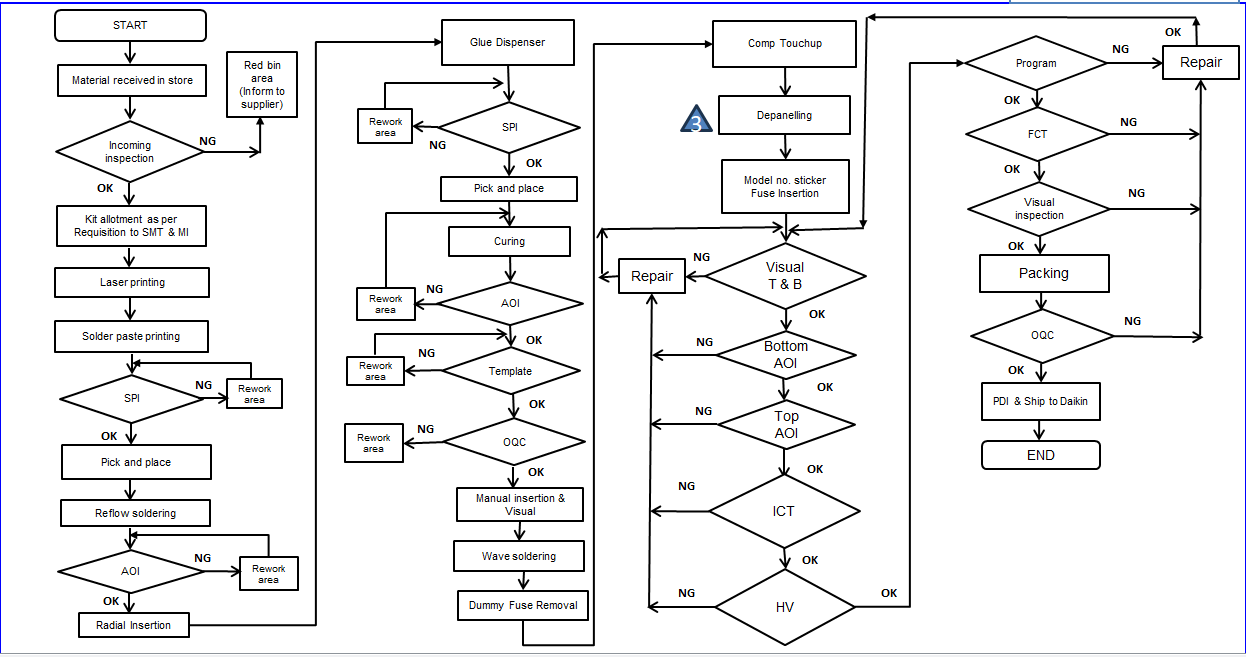 START
Material received in store
Red bin
area
(Inform to
supplier)
Incoming
inspection
NG
OK
Kit allotment as per
Requisition to SMT & MI
Laser printing
Solder paste printing
SPI
NG
Rework
area
OK
Pick and place
Reflow soldering
AOI
NG
Rework
area
OK
Radial Insertion
Glue Dispenser
Rework
area
SPI
NG
OK
Pick and place
Curing
Rework
area
NG
AOI
OK
Rework
area
NG
Template
OK
Rework
area
NG
OQC
OK
Manual insertion &
Visual
Wave soldering
Dummy Fuse Removal
Comp Touchup
3
Depanelling
Model no. sticker
Fuse Insertion
Repair
NG
Visual
T & B
OK
NG
Bottom
AOI
OK
NG
Top
AOI
OK
NG
ICT
OK
NG
HV
OK
OK
Program
NG
Repair
OK
FCT
NG
OK
Visual
inspection
NG
OK
Packing
OQC
NG
OK
PDI & Ship to Daikin
END